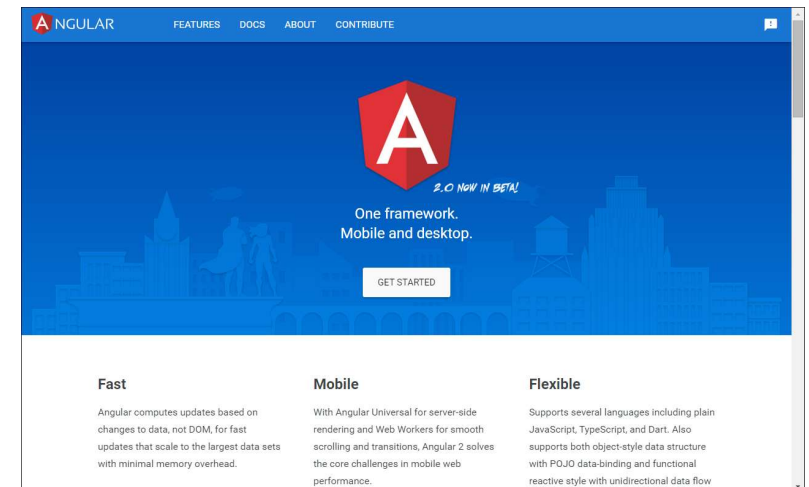 ANGULAR FEATURES DOCS ABOUT CONTRIBUTE
A
2.0 NOW IN BETA!
One framework.
Mobile and desktop.
GET STARTED
Fast
Angular computes updates based on
changes to data, not DOM, for fast
updates that scale to the largest data sets
with minimal memory overhead.
Mobile
With Angular Universal for server-side
rendering and Web Workers for smooth
scrolling and transitions, Angular 2 solves
the core challenges in mobile web
performance.
Flexible
Supports several languages including plain
JavaScript, TypeScript, and Dart. Also
supports both object-style data structure
with POJO data-binding and functional
reactive style with unidirectional data flow